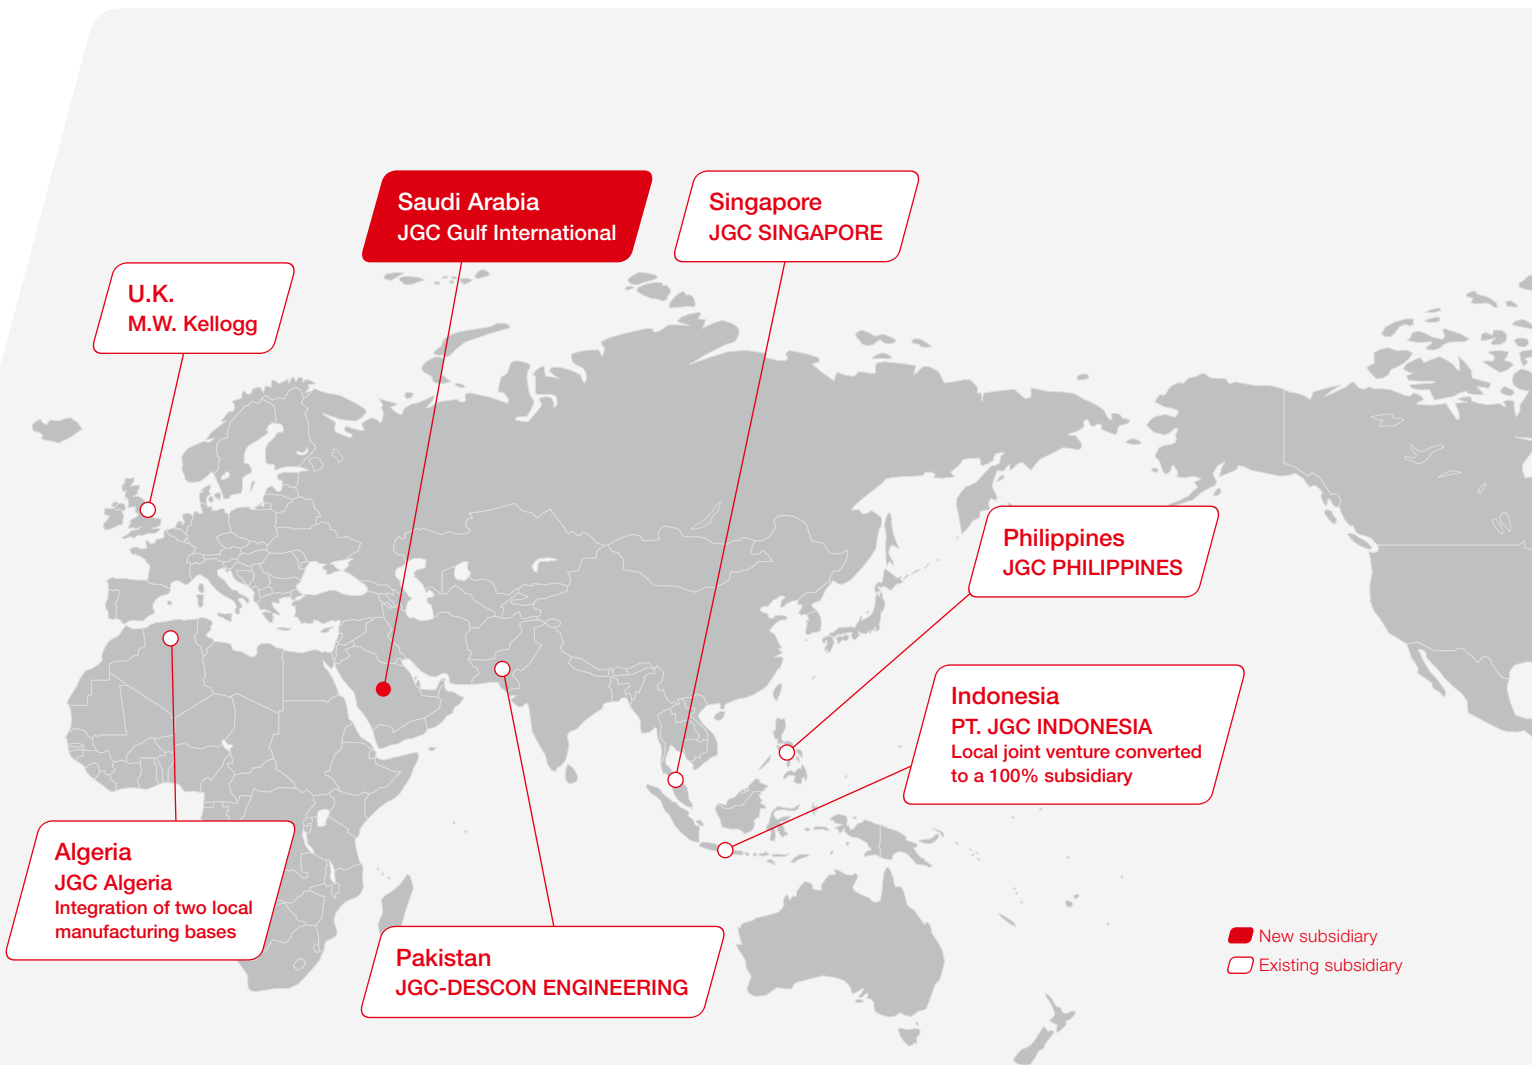 Saudi Arabia
JGC Gulf International
Singapore
JGC SINGAPORE
U.K.
M.W. Kellogg
Philippines
JGC PHILIPPINES
Indonesia
PT. JGC INDONESIA
Local joint venture converted
to a 100% subsidiary
Algeria
JGC Algeria
Integration of two local
manufacturing bases
Pakistan
JGC-DESCON ENGINEERING
New subsidiary
Existing subsidiary